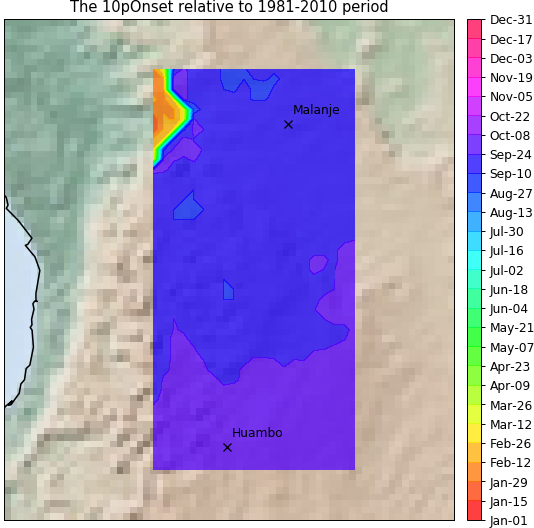 The 10pOnset relative to 1981-2010 period
Malanje
Huambo
Dec-31
Dec-17
Dec-03
Nov-19
Nov-05
Oct-22
Oct-08
Sep-24
Sep-10
Aug-27
Aug-13
Jul-30
Jul-16
Jul-02
Jun-18
Jun-04
May-21
May-07
Apr-23
Apr-09
Mar-26
Mar-12
Feb-26
Feb-12
Jan-29
Jan-15
Jan-01